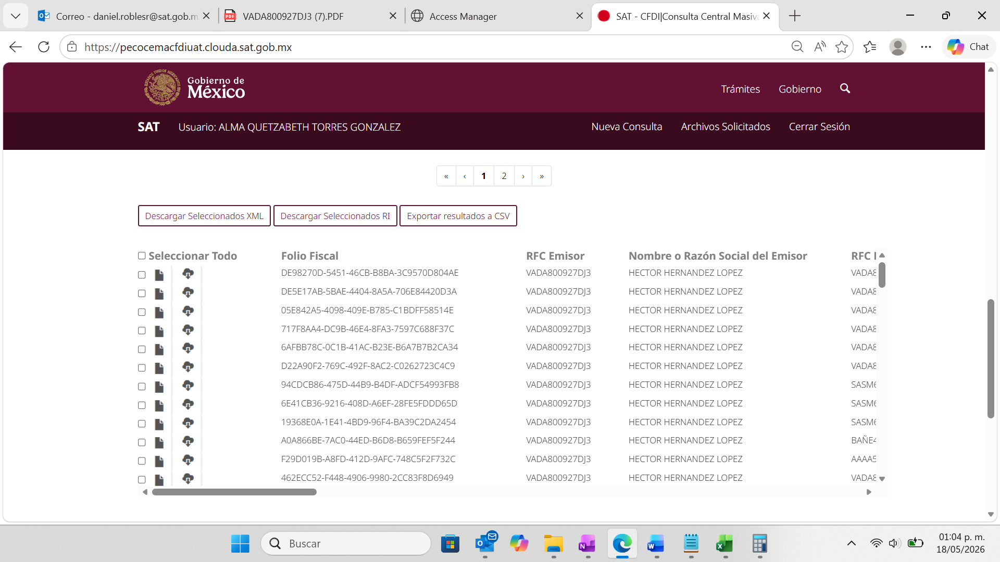 Correo - daniel.roblesr@sat.gob.m
VADA800927DJ3 (7).PDF
Access Manager
SAT - CFDI|Consulta Central Masiva
https://pecocemacfdiuat.clouda.sat.gob.mx
Chat
ESTADOS UNIDOS MEXICANOS
Gobierno de
México
Trámites
Gobierno
SAT
Usuario: ALMA QUETZABETH TORRES GONZALEZ
Nueva Consulta
Archivos Solicitados
Cerrar Sesión
« ‹ 1 2 › »
Descargar Seleccionados XML
Descargar Seleccionados RI
Exportar resultados a CSV
Seleccionar Todo Folio Fiscal RFC Emisor Nombre o Razón Social del Emisor RFC
DE98270D-5451-46CB-B8BA-3C9570D804AE VADA800927DJ3 HECTOR HERNANDEZ LOPEZ VADA8
DE5E17AB-5BAE-4404-8A5A-706E84420D3A VADA800927DJ3 HECTOR HERNANDEZ LOPEZ VADA8
05E842A5-4098-409E-B785-C1BDFF58514E VADA800927DJ3 HECTOR HERNANDEZ LOPEZ VADA8
717F8AA4-DC9B-46E4-8FA3-7597C688F37C VADA800927DJ3 HECTOR HERNANDEZ LOPEZ VADA8
6AFBB78C-0C1B-41AC-B23E-B6A7B7B2CA34 VADA800927DJ3 HECTOR HERNANDEZ LOPEZ VADA8
D22A90F2-769C-492F-8AC2-C0262723C4C9 VADA800927DJ3 HECTOR HERNANDEZ LOPEZ VADA8
94CDCB86-475D-44B9-B4DF-ADCF54993FB8 VADA800927DJ3 HECTOR HERNANDEZ LOPEZ SASM6
6E41CB36-9216-408D-A6EF-28FE5FDDD65D VADA800927DJ3 HECTOR HERNANDEZ LOPEZ SASM6
19368E0A-1E41-4BD9-96F4-BA39C2DA2454 VADA800927DJ3 HECTOR HERNANDEZ LOPEZ SASM6
A0A866BE-7AC0-44ED-B6D8-B659FEF5F244 VADA800927DJ3 HECTOR HERNANDEZ LOPEZ BAÑE4
F29D019B-A8FD-412D-9AFC-748C5F2F732C VADA800927DJ3 HECTOR HERNANDEZ LOPEZ AAAA5
462ECC52-F448-4906-9980-2CC83F8D6949 VADA800927DJ3 HECTOR HERNANDEZ LOPEZ VADA8
Buscar
01:04 p. m.
18/05/2026